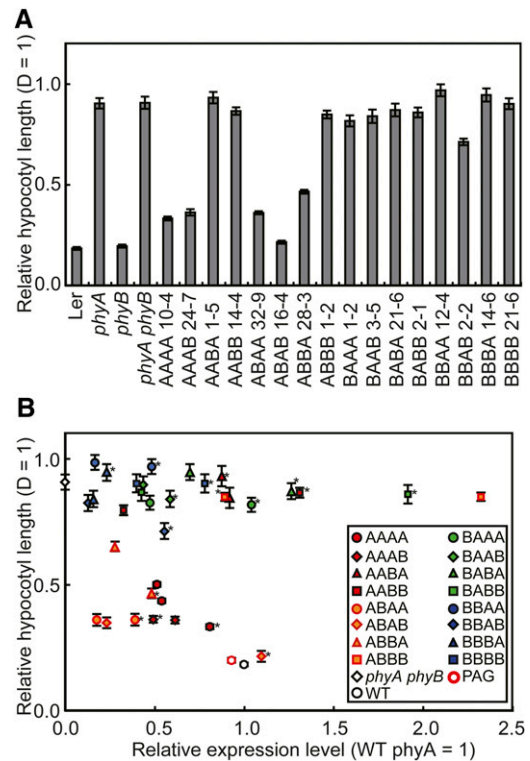 A
Relative hypocotyl length (D = 1)
1.0
0.5
0.0
Ler
phyA
phyB
phyA phyB
AAAA 10-4
AAAB 24-7
AABA 1-5
AABB 14-4
ABAA 32-9
ABAB 16-4
ABBA 28-3
ABBB 1-2
BAAA 1-2
BAAB 3-5
BABA 21-6
BABB 2-1
BBAA 12-4
BBAB 2-2
BBBA 14-6
BBBB 21-6
B
Relative hypocotyl length (D = 1)
1.0
0.5
0.0
* * * * * * * * * * * * * * * *
AAAA BAAA
AAAB BAAB
AABA BABA
AABB BABB
ABAA BBAA
ABAB BBAB
ABBA BBBA
ABBB BBBB
phyA phyB PAG
WT
0.0 0.5 1.0 1.5 2.0 2.5
Relative expression level (WT phyA = 1)